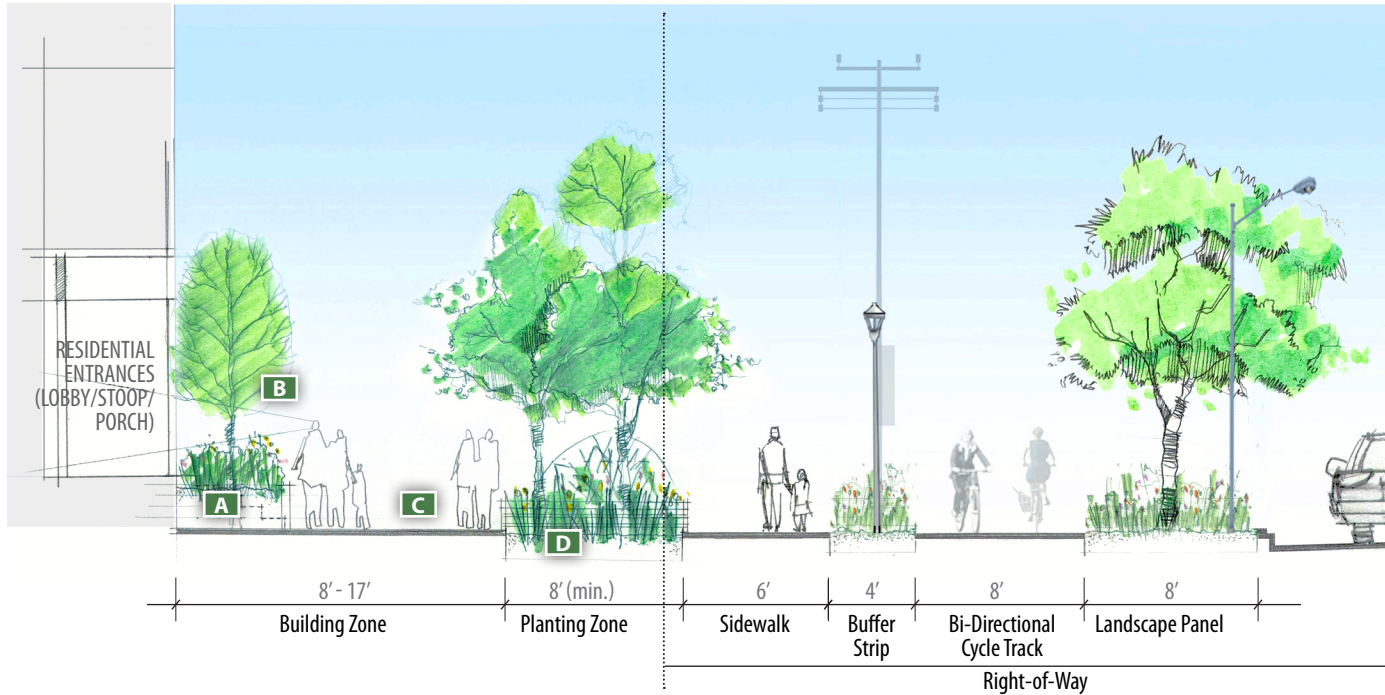 RESIDENTIAL
ENTRANCES
(LOBBY/STOOP/
PORCH)
B
A
C
D
8’ - 17’
8’ (min.)
6’
4’
8’
8’
Building Zone
Planting Zone
Sidewalk
Buffer
Strip
Bi-Directional
Cycle Track
Landscape Panel
Right-of-Way